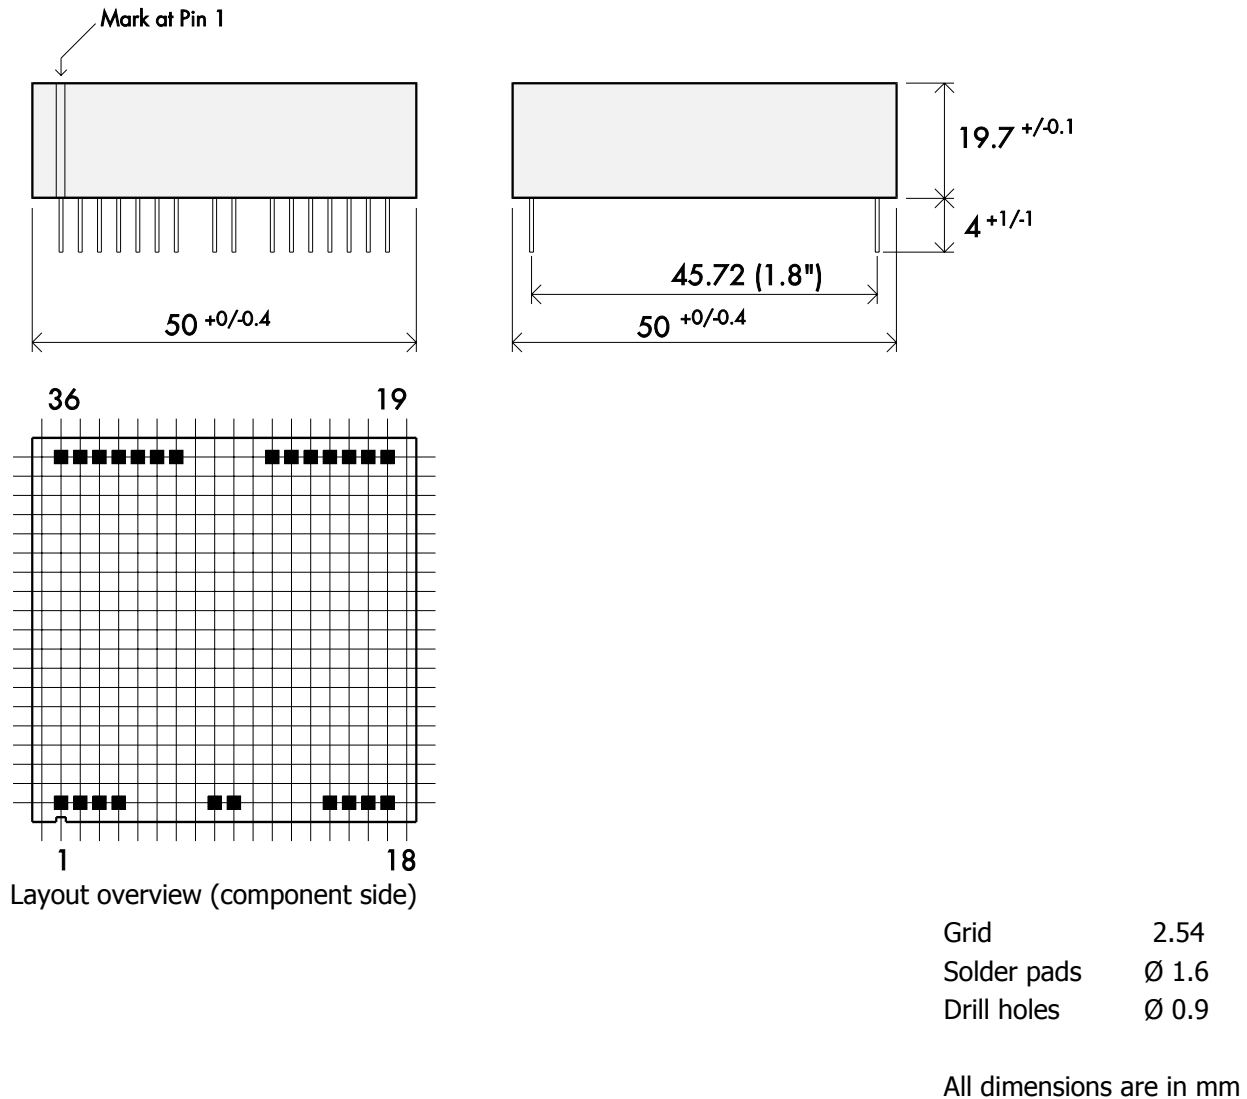 Mark at Pin 1
19.7 +/-0.1
4 +1/-1
45.72 (1.8")
50 +0/-0.4
50 +0/-0.4
36 19
1 18
Layout overview (component side)
Grid 2.54
Solder pads Ø 1.6
Drill holes Ø 0.9
All dimensions are in mm